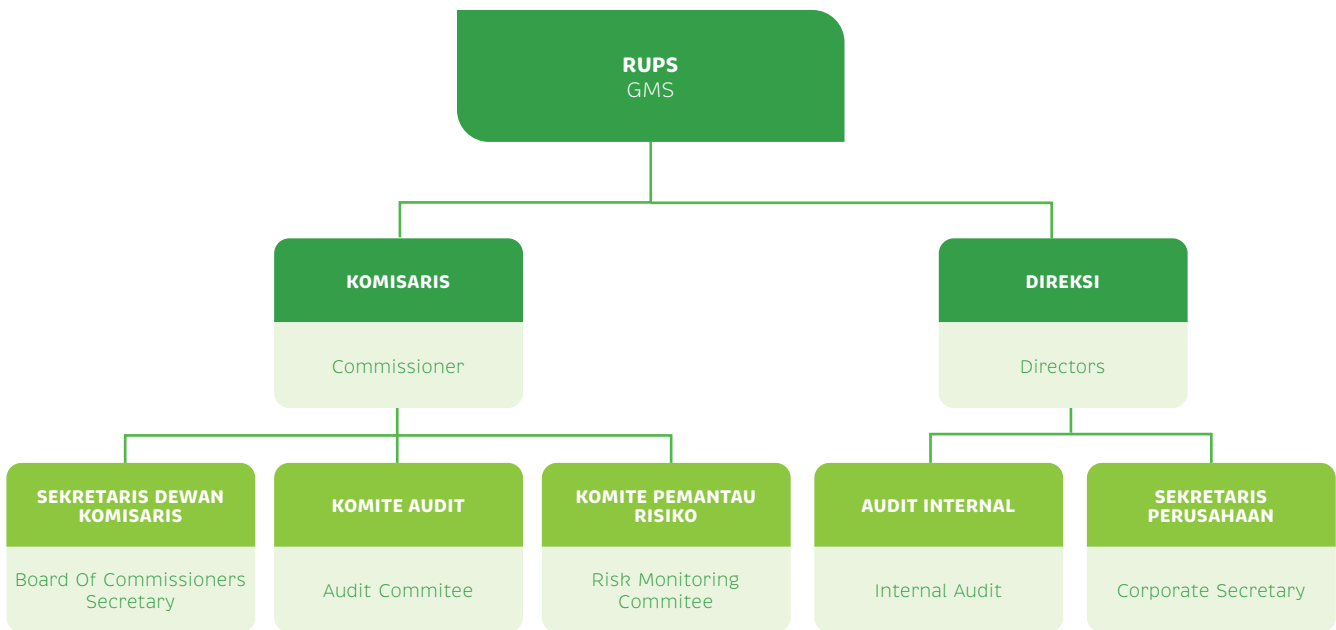 RUPS
GMS
KOMISARIS
Commissioner
DIREKSI
Directors
SEKRETARIS DEWAN
KOMISARIS
Board Of Commissioners
Secretary
KOMITE AUDIT
Audit Commitee
KOMITE PEMANTAU
RISIKO
Risk Monitoring
Commitee
AUDIT INTERNAL
Internal Audit
SEKRETARIS
PERUSAHAAN
Corporate Secretary